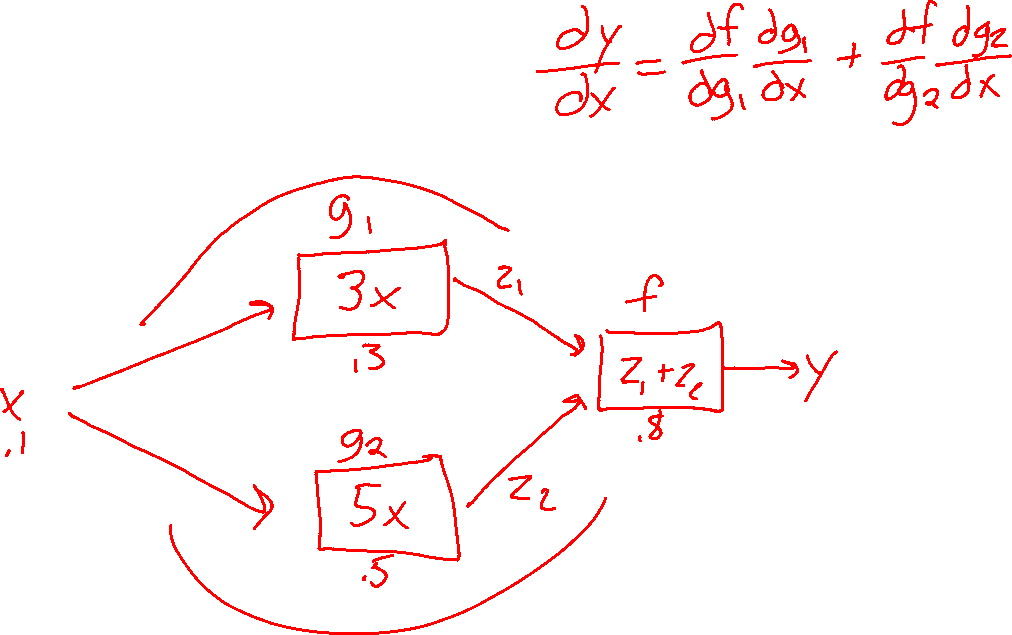 dy/dx = df/dg₁ dg₁/dx + df/dg₂ dg₂/dx
g₁
3x
.3
z₁
f
z₁+z₂
.8
y
x
.1
g₂
5x
.5
z₂